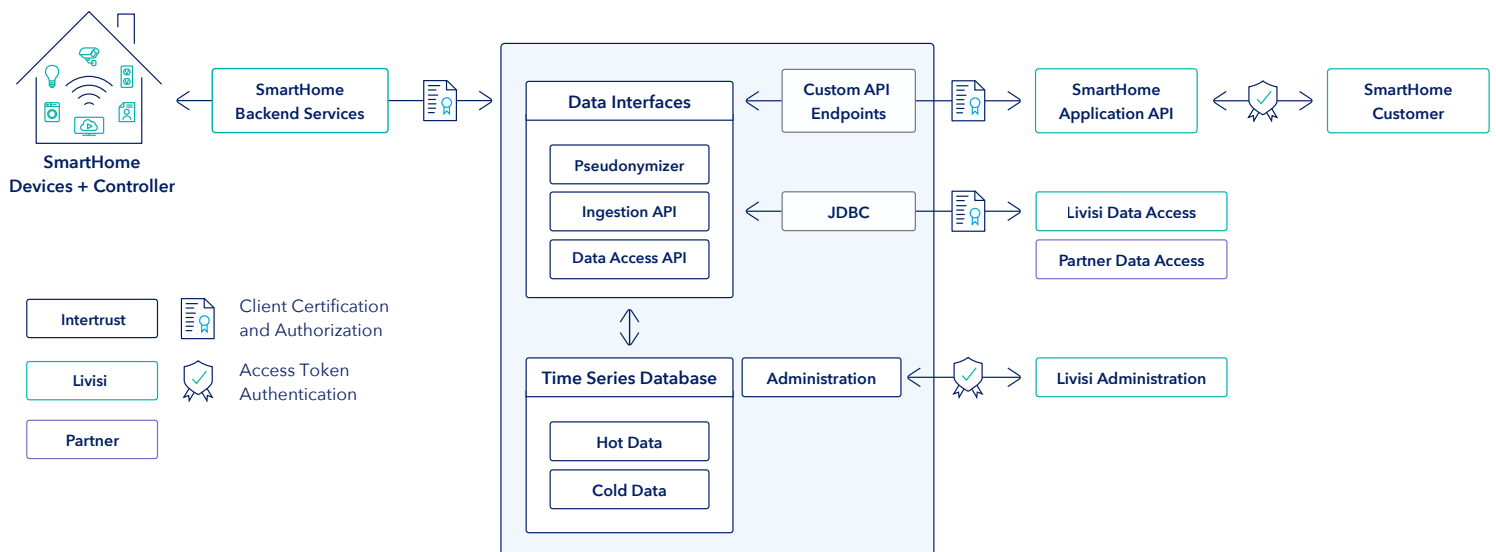 SmartHome
Devices + Controller
SmartHome
Backend Services
Data Interfaces
Pseudonymizer
Ingestion API
Data Access API
Custom API
Endpoints
JDBC
SmartHome
Application API
SmartHome
Customer
Livisi Data Access
Partner Data Access
Time Series Database
Hot Data
Cold Data
Administration
Livisi Administration
Intertrust
Livisi
Partner
Client Certification
and Authorization
Access Token
Authentication